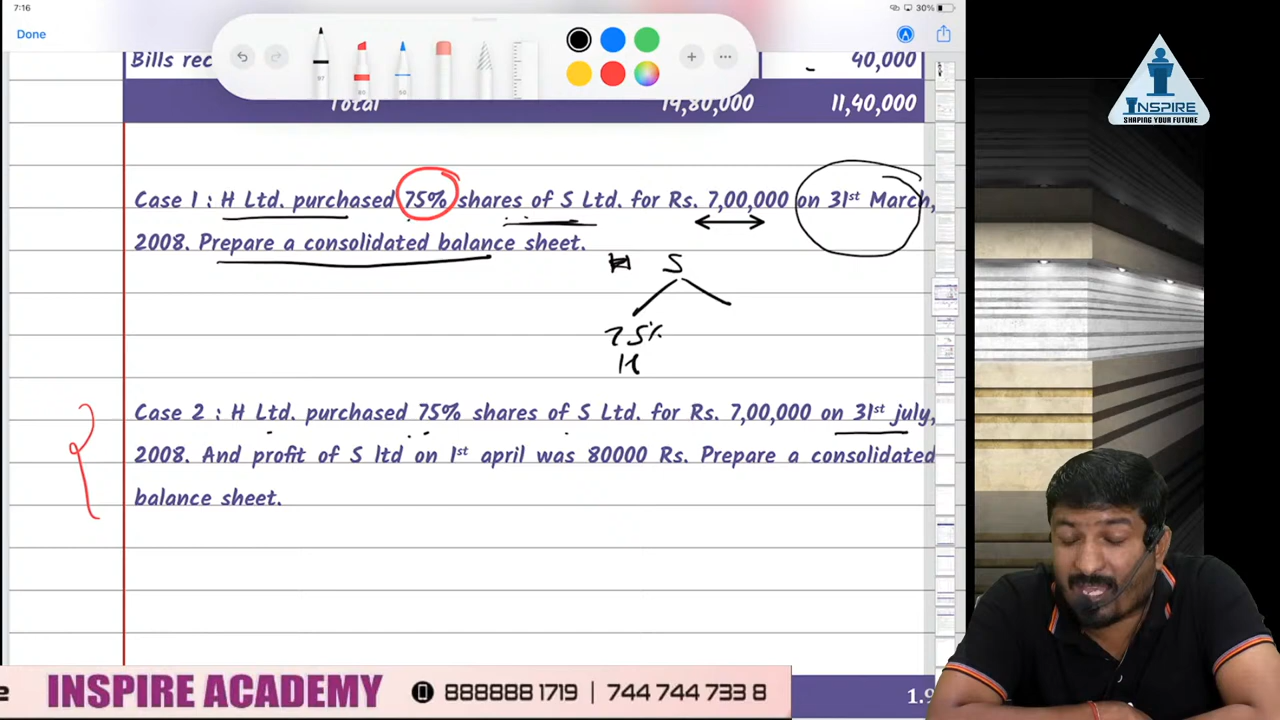 7:16
30%
Done
Bills rec
40,000
Total
14,80,000
11,40,000
INSPIRE
SHAPING YOUR FUTURE
Case 1 : H Ltd. purchased 75% shares of S Ltd. for Rs. 7,00,000 on 31st March,
2008. Prepare a consolidated balance sheet.
S
75%
H
Case 2 : H Ltd. purchased 75% shares of S Ltd. for Rs. 7,00,000 on 31st july,
2008. And profit of S ltd on 1st april was 80000 Rs. Prepare a consolidated
balance sheet.
INSPIRE ACADEMY 888888 1719 | 744 744 733 8